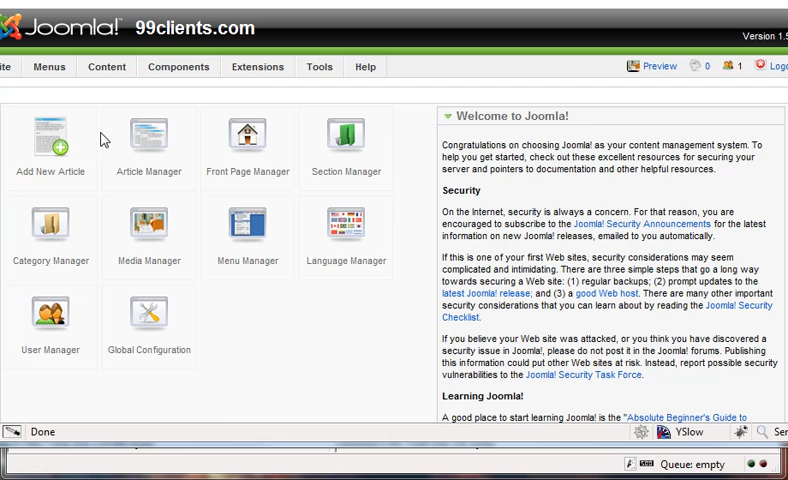 Joomla!™ 99clients.com
Version 1.5
ite Menus Content Components Extensions Tools Help Preview 0 1 Logo
Add New Article
Article Manager
Front Page Manager
Section Manager
Category Manager
Media Manager
Menu Manager
Language Manager
User Manager
Global Configuration
Welcome to Joomla!
Congratulations on choosing Joomla! as your content management system. To
help you get started, check out these excellent resources for securing your
server and pointers to documentation and other helpful resources.
Security
On the Internet, security is always a concern. For that reason, you are
encouraged to subscribe to the Joomla! Security Announcements for the latest
information on new Joomla! releases, emailed to you automatically.
If this is one of your first Web sites, security considerations may seem
complicated and intimidating. There are three simple steps that go a long way
towards securing a Web site: (1) regular backups; (2) prompt updates to the
latest Joomla! release; and (3) a good Web host. There are many other important
security considerations that you can learn about by reading the Joomla! Security
Checklist.
If you believe your Web site was attacked, or you think you have discovered a
security issue in Joomla!, please do not post it in the Joomla! forums. Publishing
this information could put other Web sites at risk. Instead, report possible security
vulnerabilities to the Joomla! Security Task Force.
Learning Joomla!
A good place to start learning Joomla! is the "Absolute Beginner's Guide to
Done YSlow Ser
Queue: empty